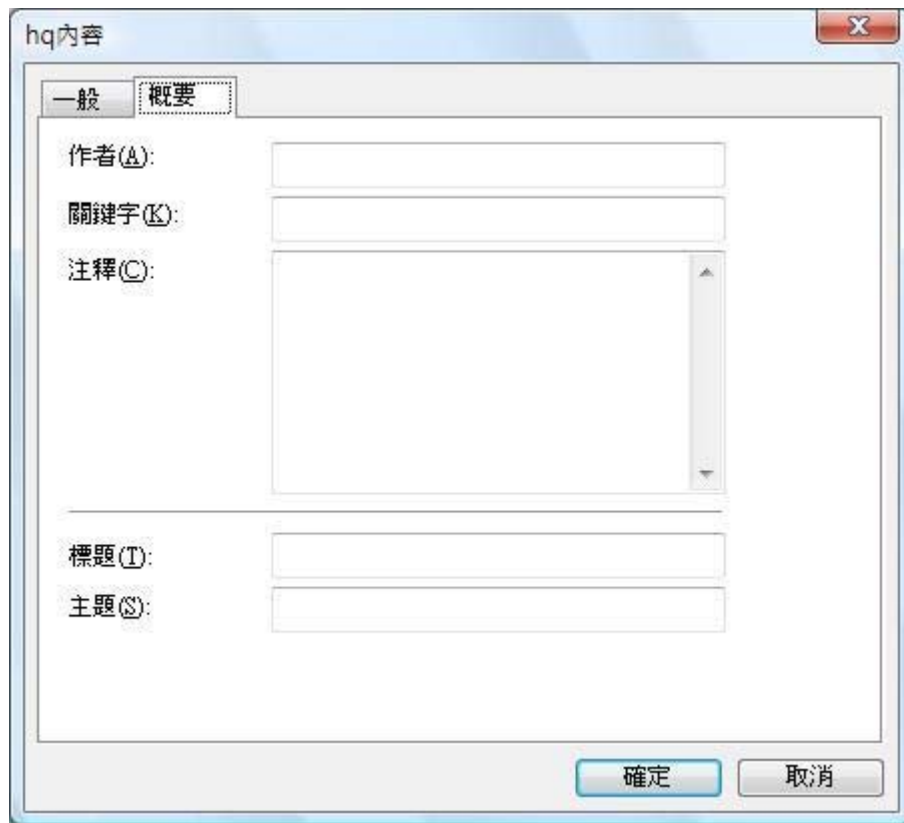 hq內容
一般 概要
作者(A):
關鍵字(K):
注釋(C):
標題(T):
主題(S):
確定 取消